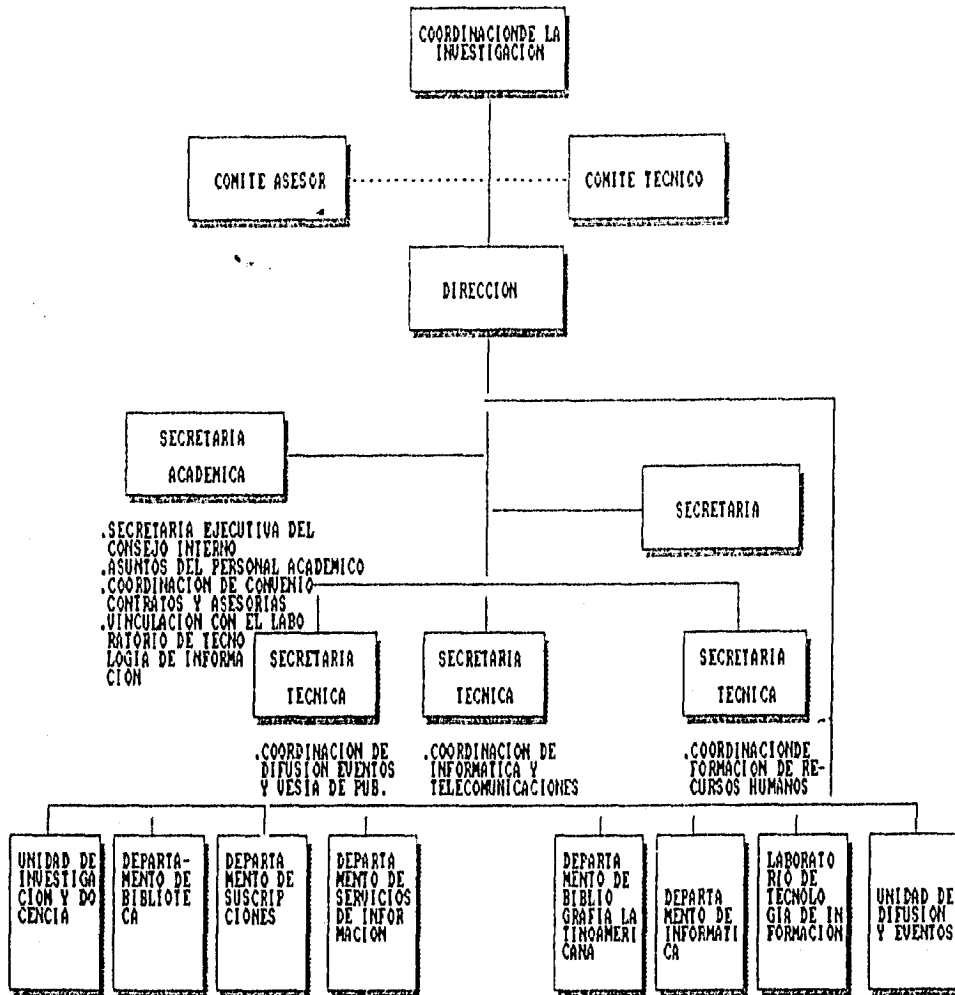 COORDINACIONDE LA
INVESTIGACION
COMITE ASESOR
COMITE TECNICO
DIRECCION
SECRETARIA
ACADEMICA
SECRETARIA
.SECRETARIA EJECUTIVA DEL
CONSEJO INTERNO
.ASUNTOS DEL PERSONAL ACADEMICO
.COORDINACION DE CONVENIO
CONTRATOS Y ASESORIAS
.VINCULACION CON EL LABO
RATORIO DE TECNO
LOGIA DE INFORMA
CION
SECRETARIA
TECNICA
SECRETARIA
TECNICA
SECRETARIA
TECNICA
.COORDINACION DE
DIFUSION EVENTOS
Y VESIA DE PUB.
.COORDINACION DE
INFORMATICA Y
TELECOMUNICACIONES
.COORDINACIONDE
FORMACION DE RE-
CURSOS HUMANOS
UNIDAD DE
INVESTIGA
CION Y DO
CENCIA
DEPARTA-
MENTO DE
BIBLIOTE
CA
DEPARTA
MENTO DE
SUSCRIP
CIONES
DEPARTA
MENTO DE
SERVICIOS
DE INFOR
MACION
DEPARTA
MENTO DE
BIBLIO
GRAFIA LA
TINOAMERI
CANA
DEPARTA
MENTO DE
INFORMATI
CA
LABORATO
RIO DE
TECNOLO
GIA DE IN
FORMACIÓN
UNIDAD DE
DIFUSION
Y EVENTOS